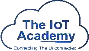 The IoT
Academy
Connecting The Unconnected